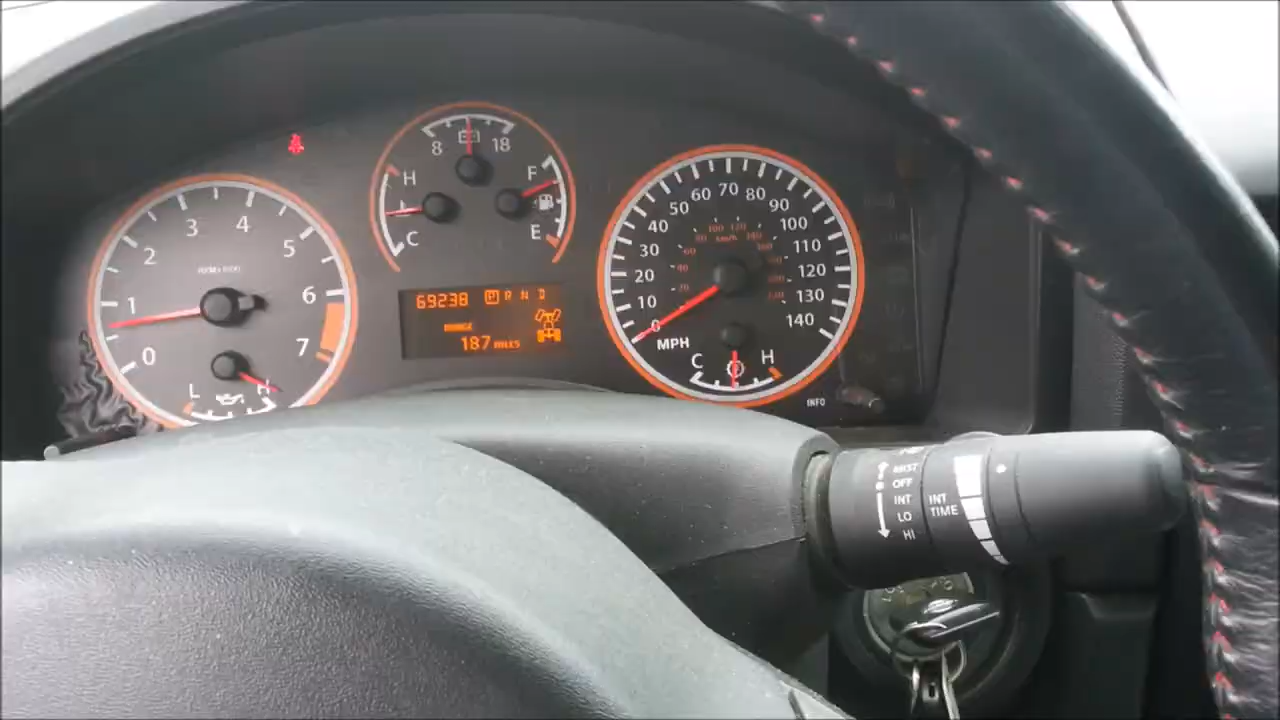 0 1 2 3 4 5 6 7
L H
8 18
H C
F E
69238 P R N D
RANGE
187 MILES
0 10 20 30 40 50 60 70 80 90 100 110 120 130 140
km/h
MPH
C H
INFO
MIST
OFF
INT
LO
HI
INT
TIME